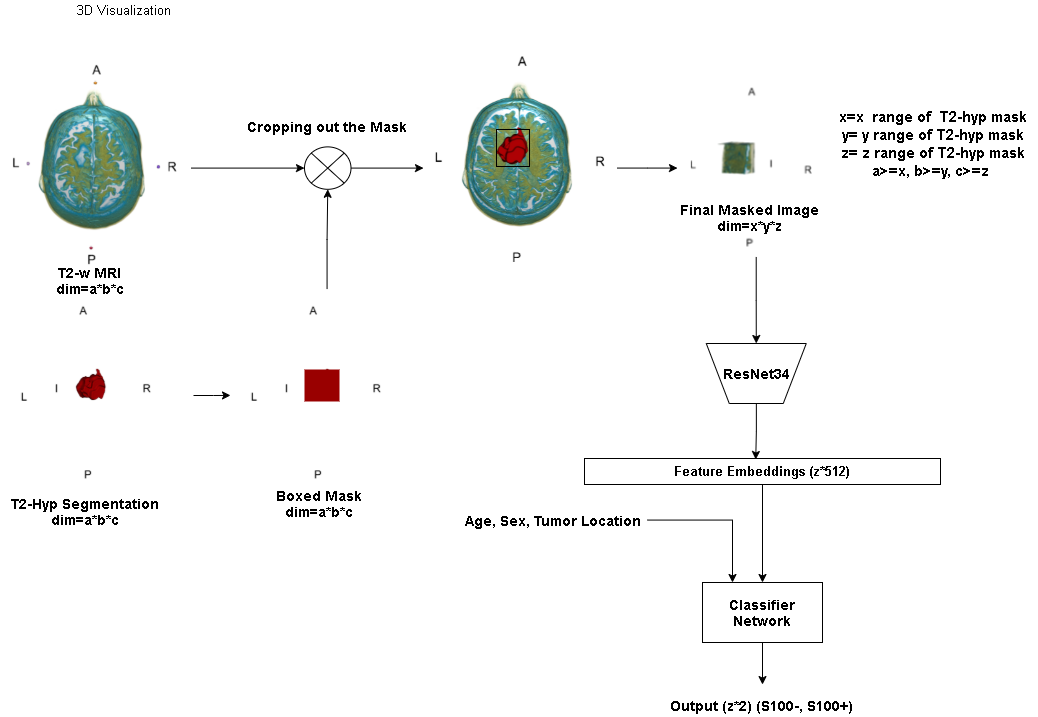 3D Visualization
A
L
R
P
T2-w MRI
dim=a*b*c
Cropping out the Mask
A
L
R
P
A
L
I
R
Final Masked Image
dim=x*y*z
P
x=x range of T2-hyp mask
y= y range of T2-hyp mask
z= z range of T2-hyp mask
a>=x, b>=y, c>=z
A
I
R
L
P
T2-Hyp Segmentation
dim=a*b*c
A
I
R
L
P
Boxed Mask
dim=a*b*c
ResNet34
Feature Embeddings (z*512)
Age, Sex, Tumor Location
Classifier
Network
Output (z*2) (S100-, S100+)